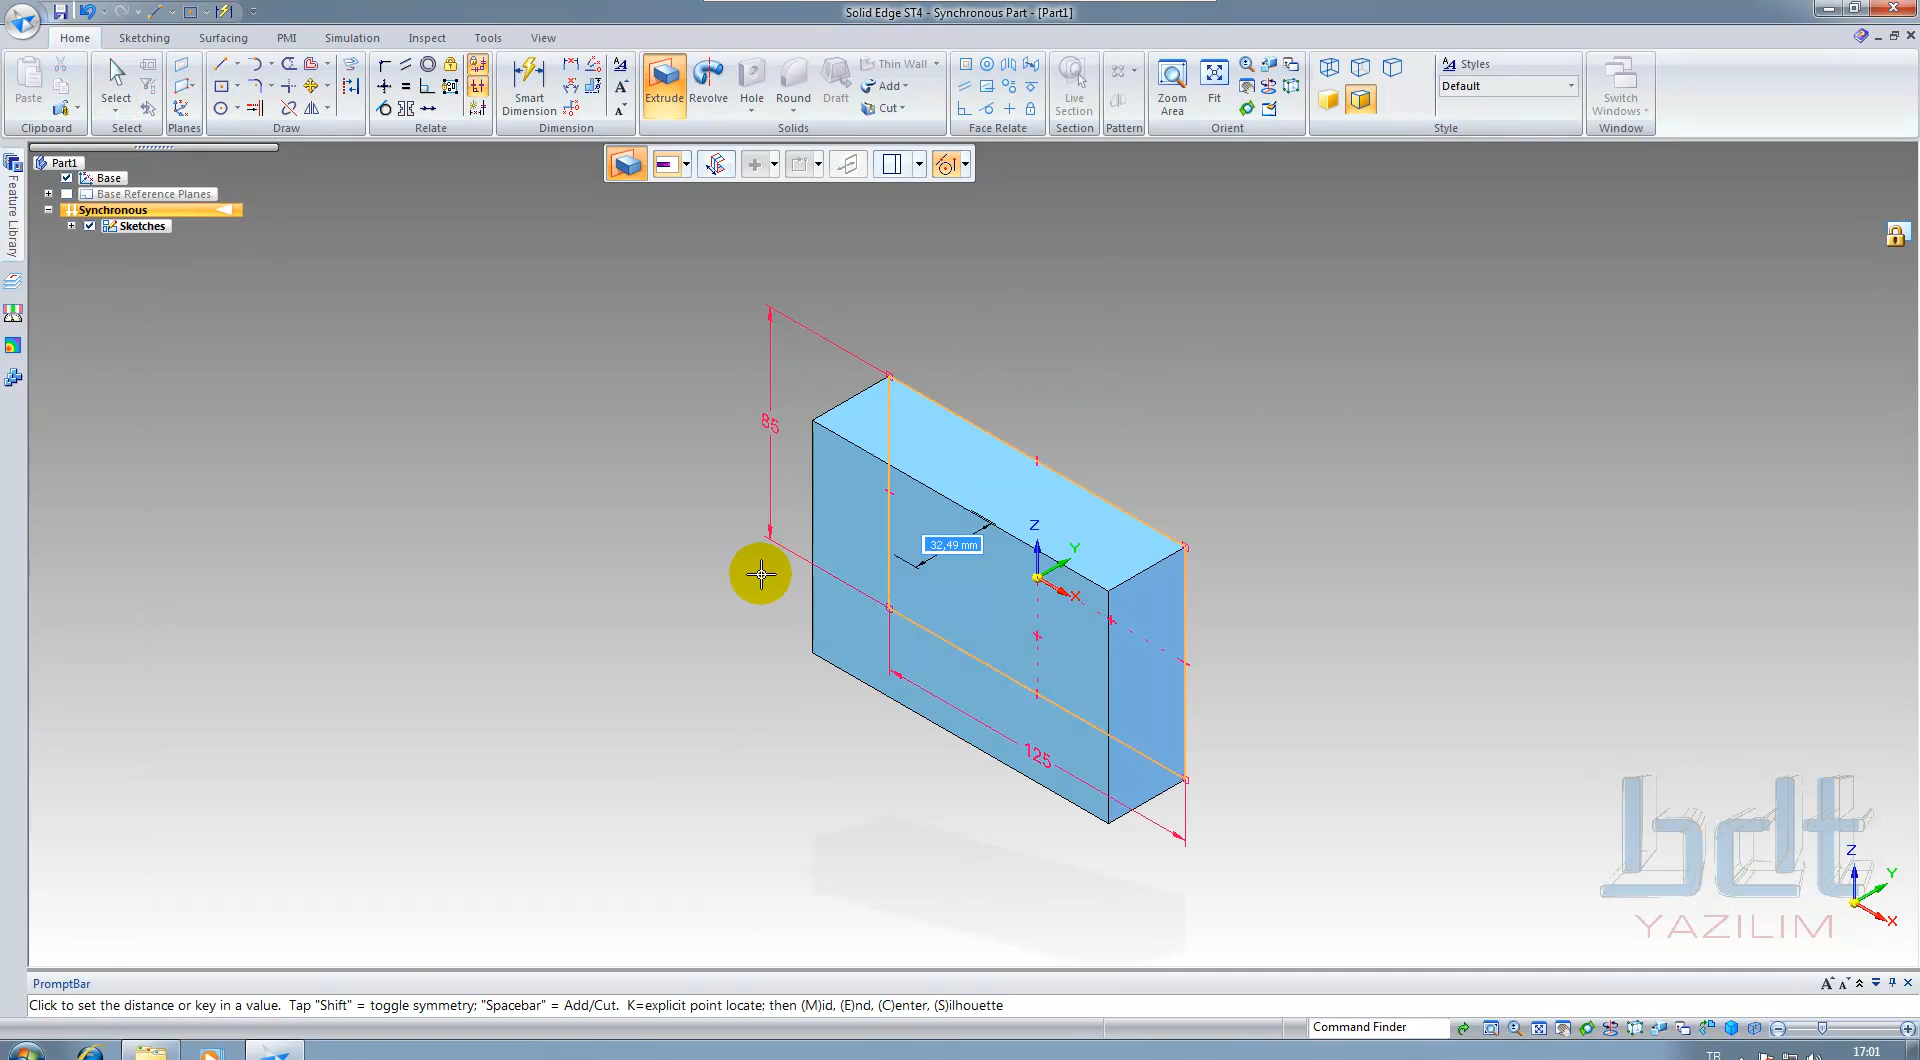 Solid Edge ST4 - Synchronous Part - [Part1]
Home Sketching Surfacing PMI Simulation Inspect Tools View
Paste
Clipboard
Select
Select
Planes
Draw
Relate
Smart
Dimension
Dimension
Extrude Revolve Hole Round Draft
Thin Wall
Add
Cut
Solids
Face Relate
Live
Section
Section
Pattern
Zoom
Area
Fit
Orient
Styles
Default
Style
Switch
Windows
Window
Feature Library
Part1
Base
Base Reference Planes
Synchronous
Sketches
85
32,49 mm
Z
Y
X
125
bdt
YAZILIM
Z
Y
X
PromptBar
Click to set the distance or key in a value. Tap "Shift" = toggle symmetry; "Spacebar" = Add/Cut. K=explicit point locate; then (M)id, (E)nd, (C)enter, (S)ilhouette
Command Finder
TR
17:01